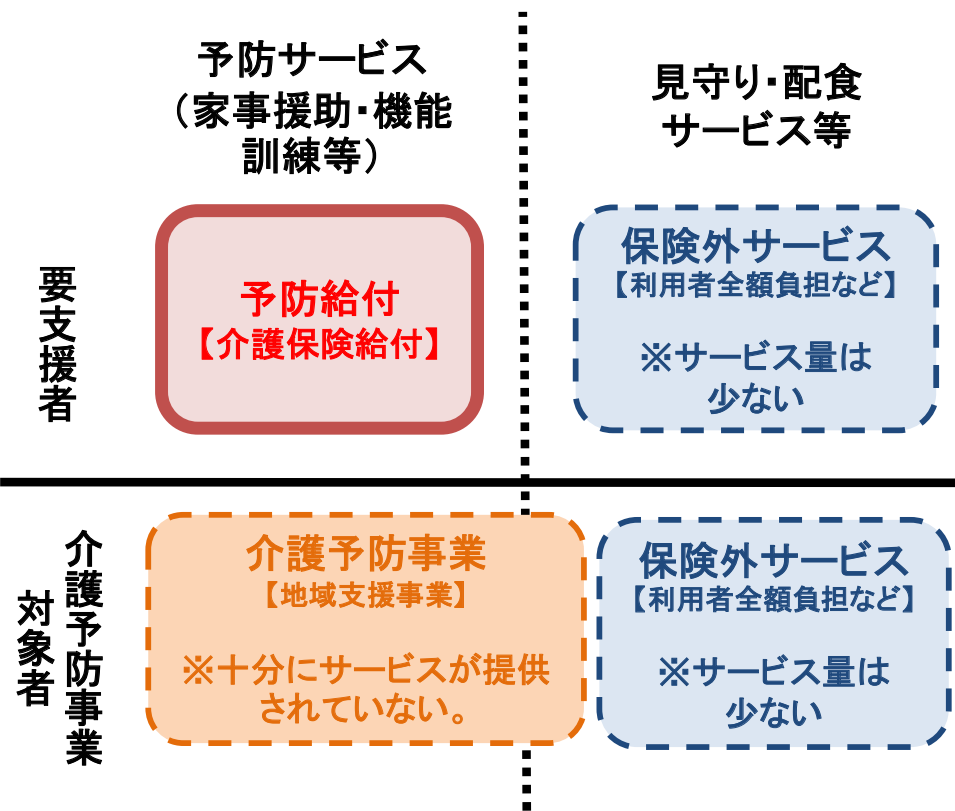 予防サービス
（家事援助・機能
訓練等）
見守り・配食
サービス等
要支援者
予防給付
【介護保険給付】
保険外サービス
【利用者全額負担など】
※サービス量は
少ない
介護予防事業
対象者
介護予防事業
【地域支援事業】
※十分にサービスが提供
されていない。
保険外サービス
【利用者全額負担など】
※サービス量は
少ない